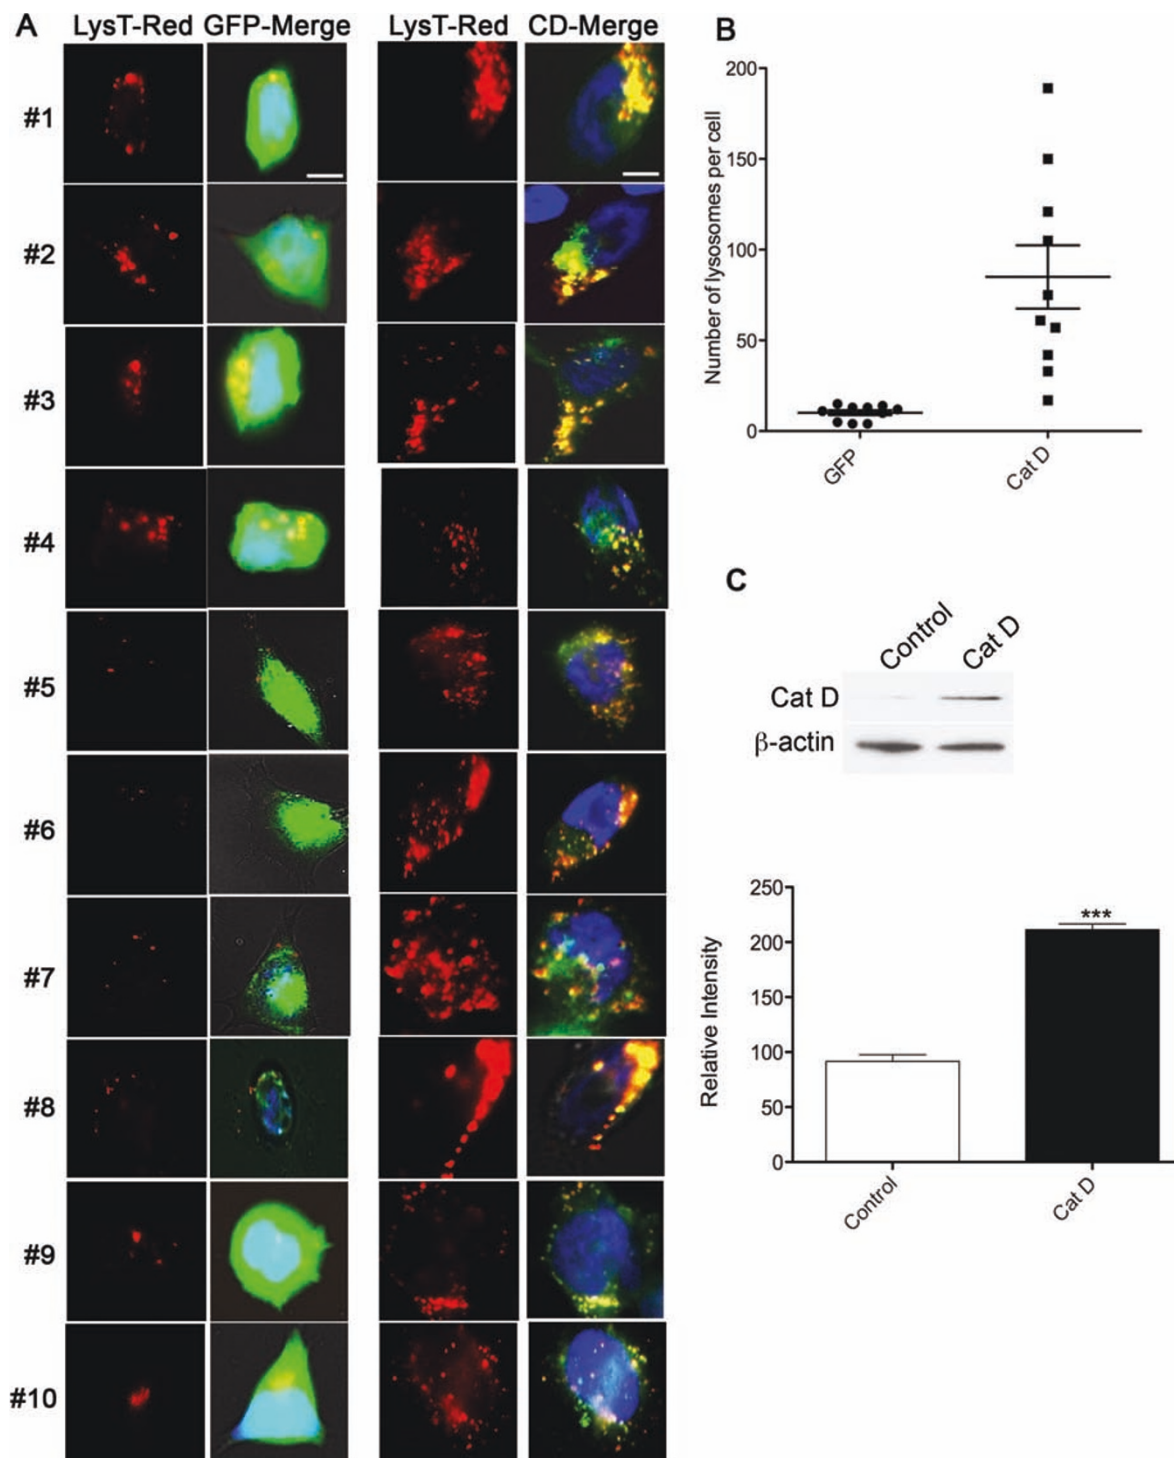 A
LysT-Red GFP-Merge LysT-Red CD-Merge
#1
#2
#3
#4
#5
#6
#7
#8
#9
#10
B
Number of lysosomes per cell
200
150
100
50
0
GFP
Cat D
C
Control
Cat D
Cat D
β-actin
Relative Intensity
250
200
150
100
50
0
***
Control
Cat D